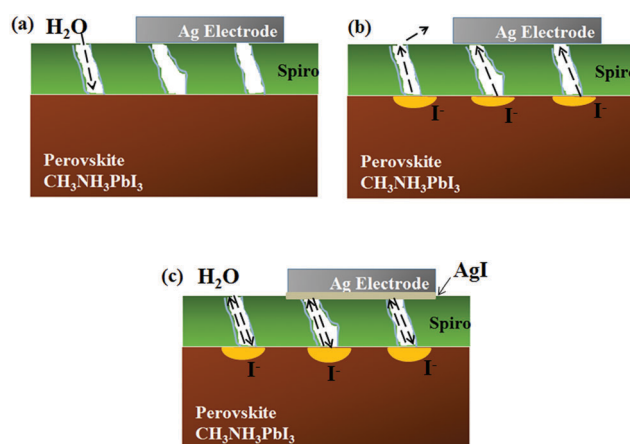 (a)
H₂O
Ag Electrode
Spiro
Perovskite
CH₃NH₃PbI₃
(b)
Ag Electrode
Spiro
I⁻
I⁻
I⁻
Perovskite
CH₃NH₃PbI₃
(c)
H₂O
AgI
Ag Electrode
Spiro
I⁻
I⁻
I⁻
Perovskite
CH₃NH₃PbI₃